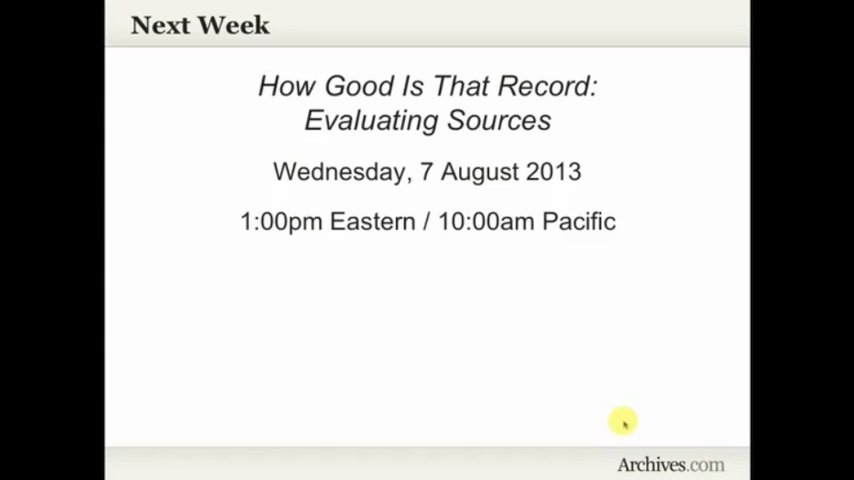 Next Week
How Good Is That Record:
Evaluating Sources
Wednesday, 7 August 2013
1:00pm Eastern / 10:00am Pacific
Archives.com